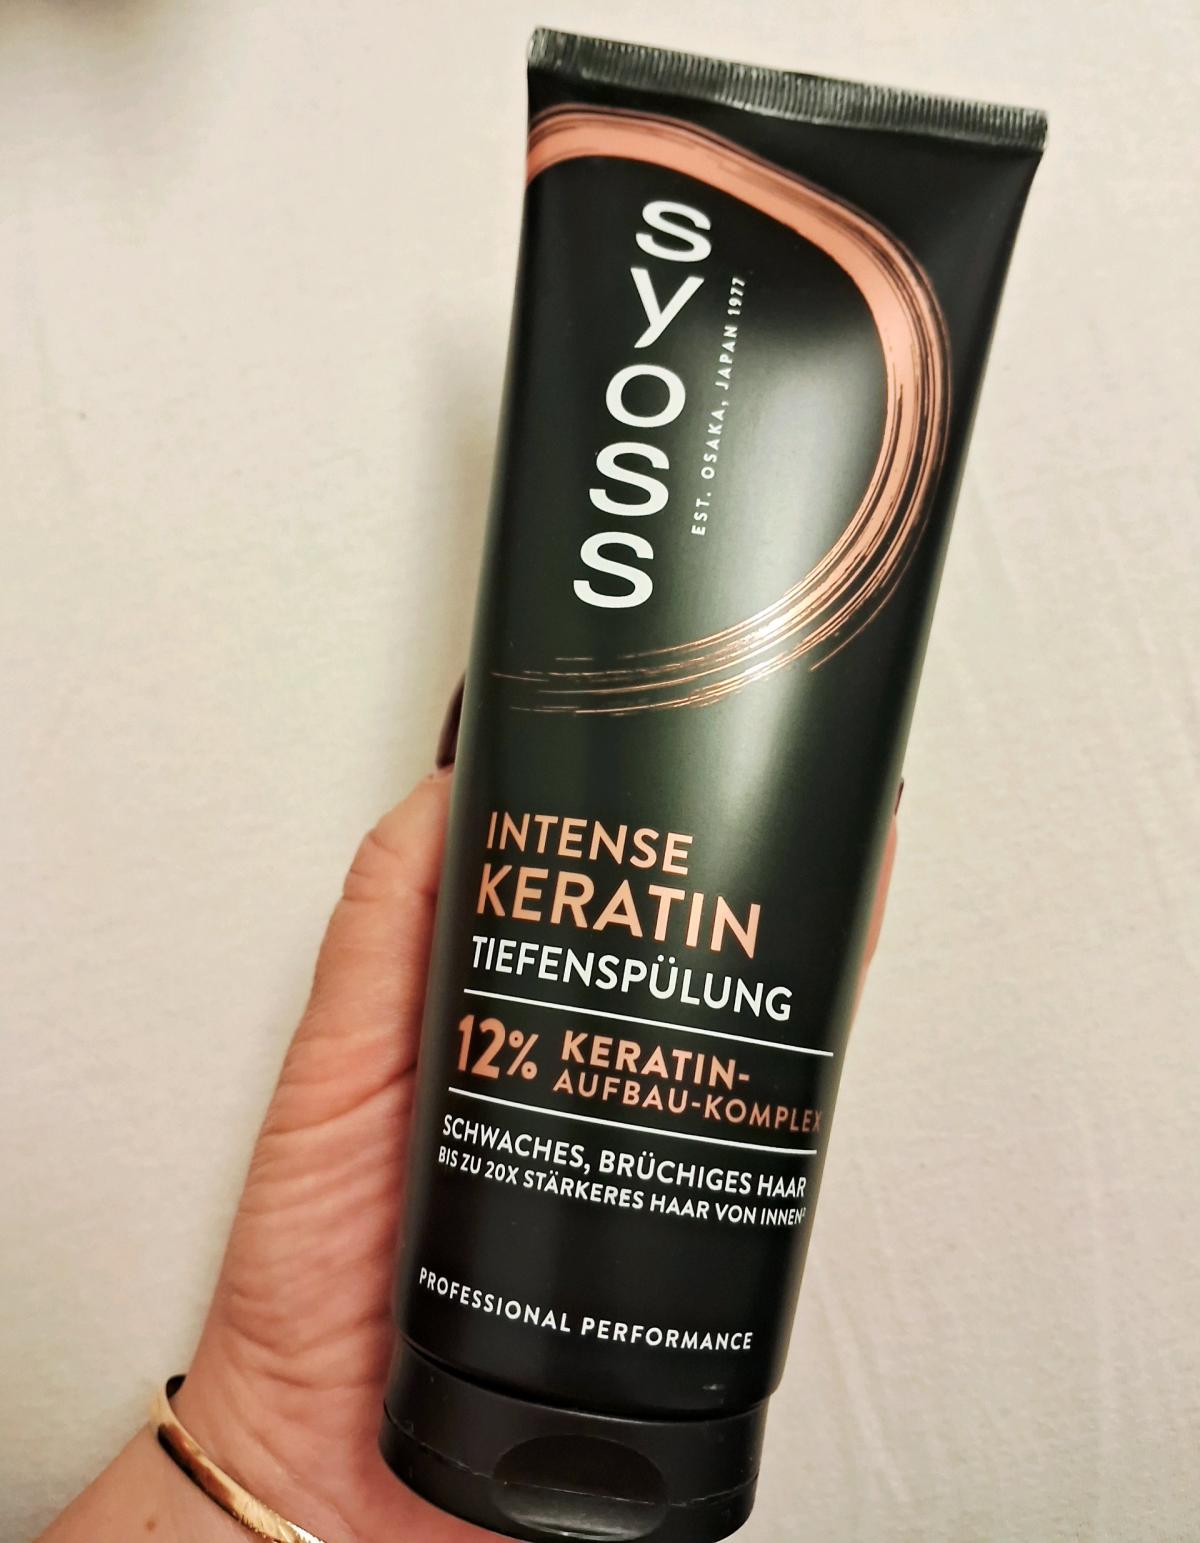 SYOSS
EST. OSAKA, JAPAN 1977
INTENSE
KERATIN
TIEFENSPÜLUNG
12% KERATIN-
AUFBAU-KOMPLEX
SCHWACHES, BRÜCHIGES HAAR
BIS ZU 20X STÄRKERES HAAR VON INNEN²
PROFESSIONAL PERFORMANCE